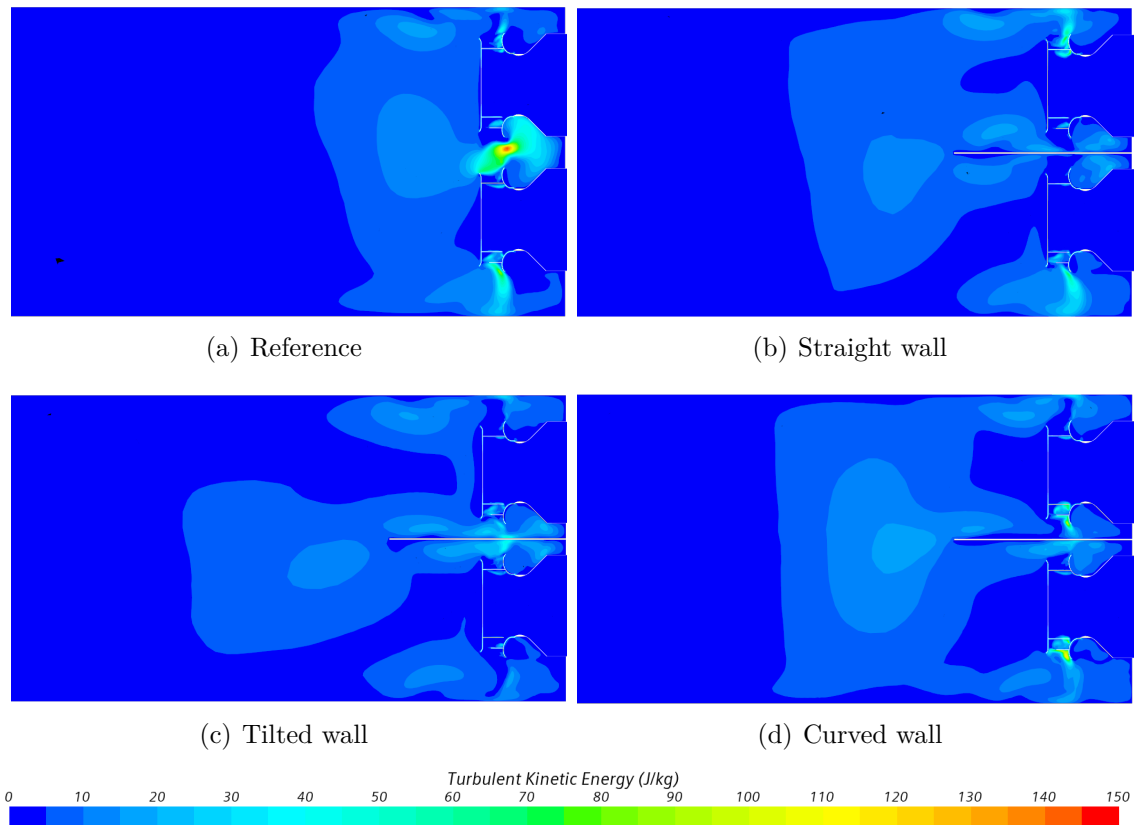 (a) Reference
(b) Straight wall
(c) Tilted wall
(d) Curved wall
Turbulent Kinetic Energy (J/kg)
0 10 20 30 40 50 60 70 80 90 100 110 120 130 140 150